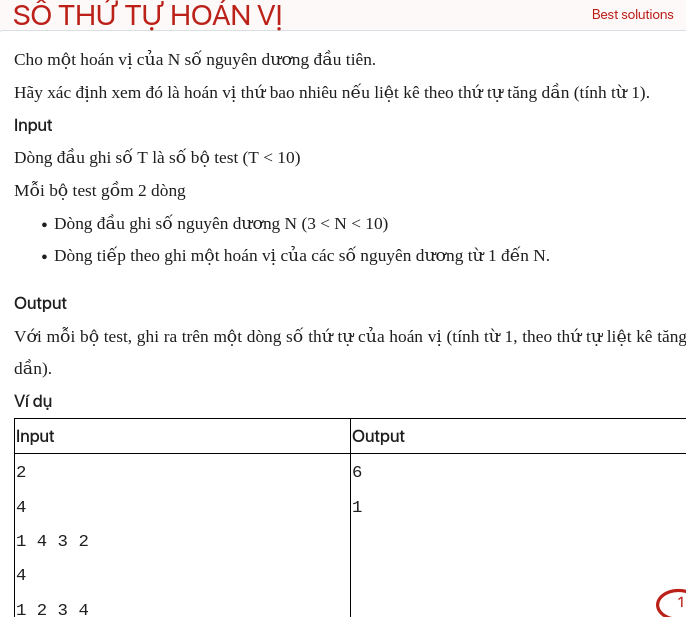 SỐ THỨ TỰ HOÁN VỊ
Best solutions
Cho một hoán vị của N số nguyên dương đầu tiên.
Hãy xác định xem đó là hoán vị thứ bao nhiêu nếu liệt kê theo thứ tự tăng dần (tính từ 1).
Input
Dòng đầu ghi số T là số bộ test (T < 10)
Mỗi bộ test gồm 2 dòng
• Dòng đầu ghi số nguyên dương N (3 < N < 10)
• Dòng tiếp theo ghi một hoán vị của các số nguyên dương từ 1 đến N.
Output
Với mỗi bộ test, ghi ra trên một dòng số thứ tự của hoán vị (tính từ 1, theo thứ tự liệt kê tăng
dần).
Ví dụ
Input Output
2 6
4 1
1 4 3 2
4
1 2 3 4
1